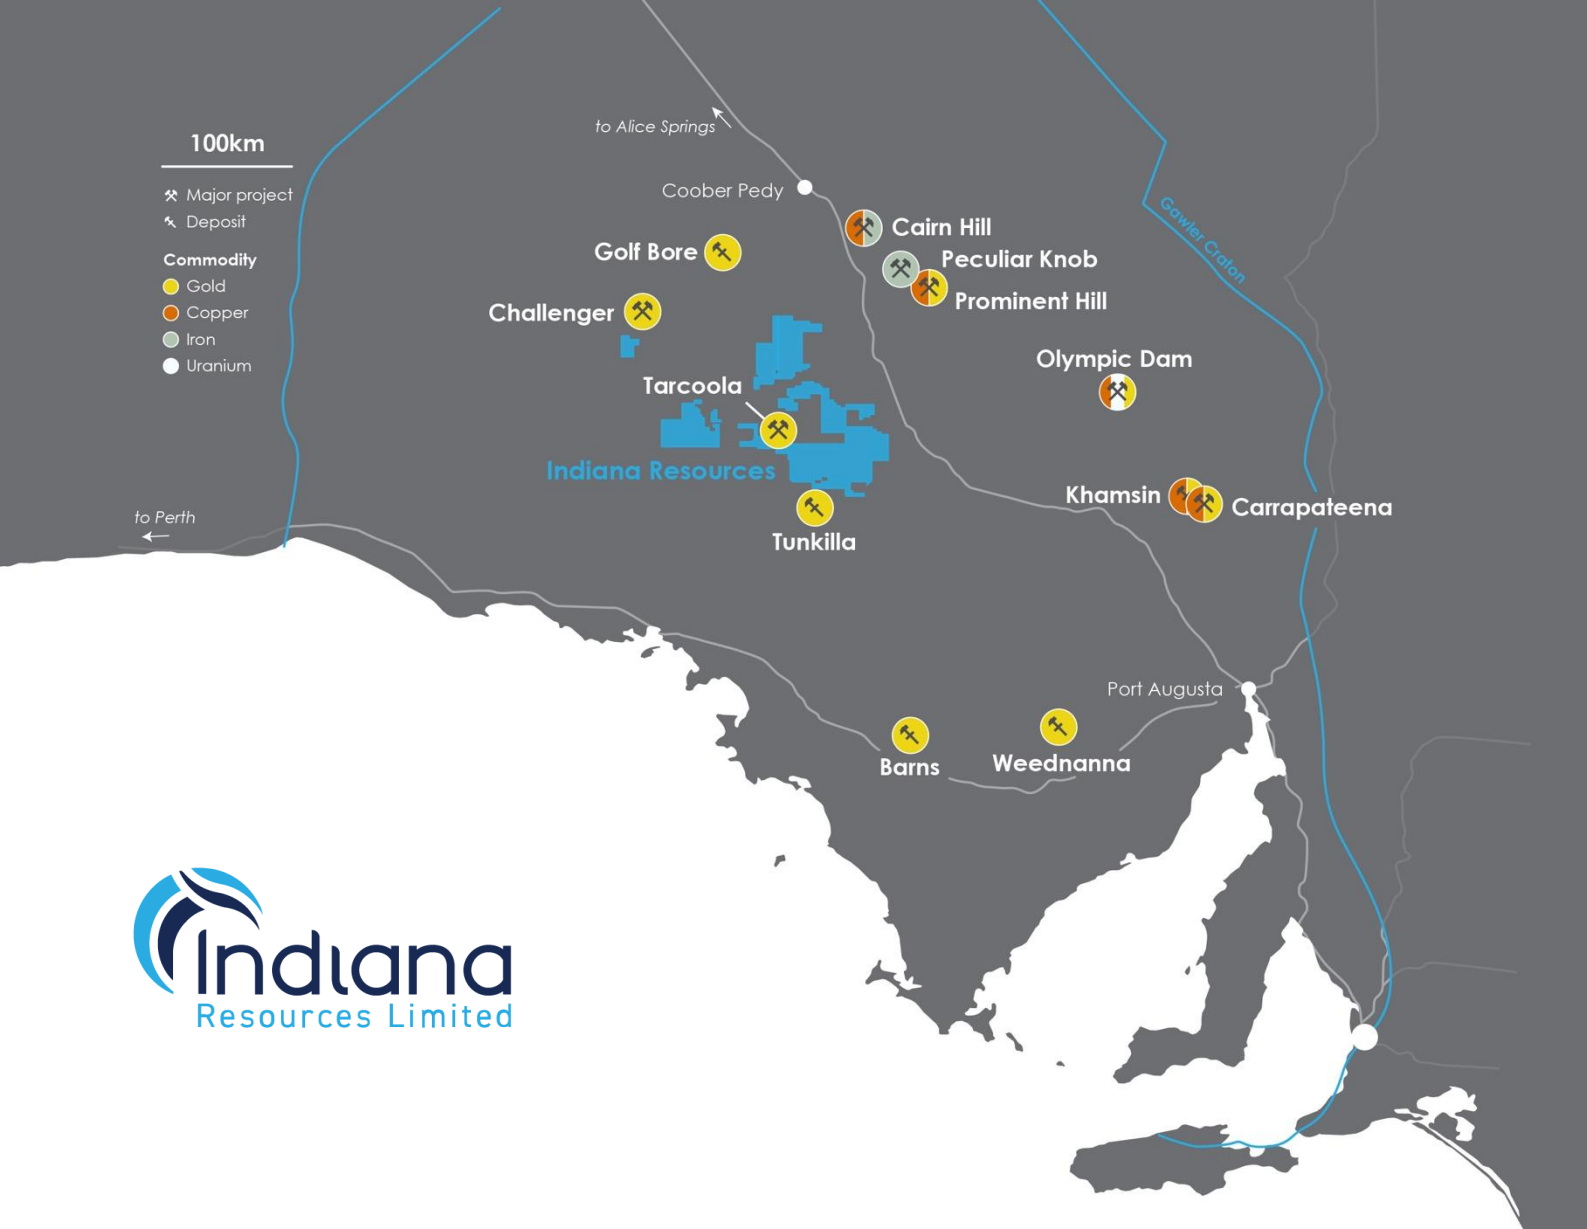 to Alice Springs
100km
Major project
Deposit
Commodity
Gold
Copper
Iron
Uranium
Coober Pedy
Gawler Craton
Cairn Hill
Golf Bore
Peculiar Knob
Prominent Hill
Challenger
Olympic Dam
Tarcoola
Indiana Resources
Khamsin
Carrapateena
to Perth
Tunkilla
Port Augusta
Barns
Weednanna
Indiana
Resources Limited